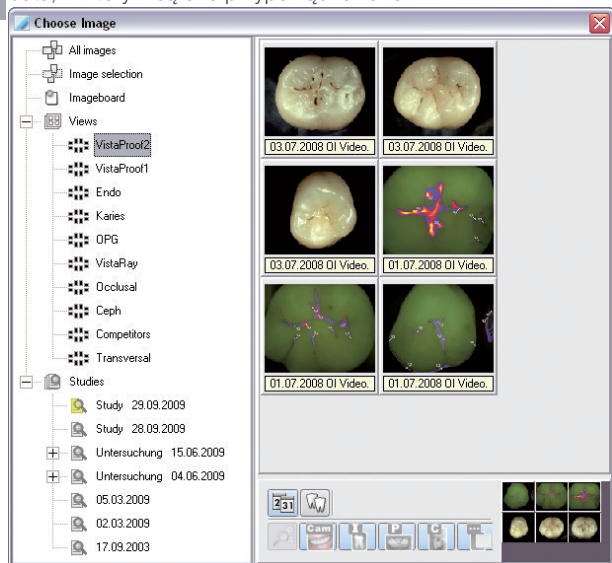 Choose Image
All images
Image selection
Imageboard
Views
VistaProof2
VistaProof1
Endo
Karies
OPG
VistaRay
Occlusal
Ceph
Competitors
Transversal
Studies
Study 29.09.2009
Study 28.09.2009
Untersuchung 15.06.2009
Untersuchung 04.06.2009
05.03.2009
02.03.2009
17.09.2003
03.07.2008 OI Video.
03.07.2008 OI Video.
03.07.2008 OI Video.
01.07.2008 OI Video.
01.07.2008 OI Video.
01.07.2008 OI Video.
2 31
Cam
I
P
C
T